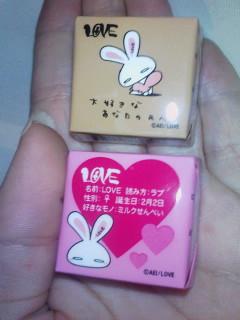 LOVE
大好きな
あなたの
©AEI/LOVE
LOVE
名前:LOVE 読み方:ラブ
性別:♀ 誕生日:2月2日
好きなモノ:ミルクせんべい
©AEI/LOVE